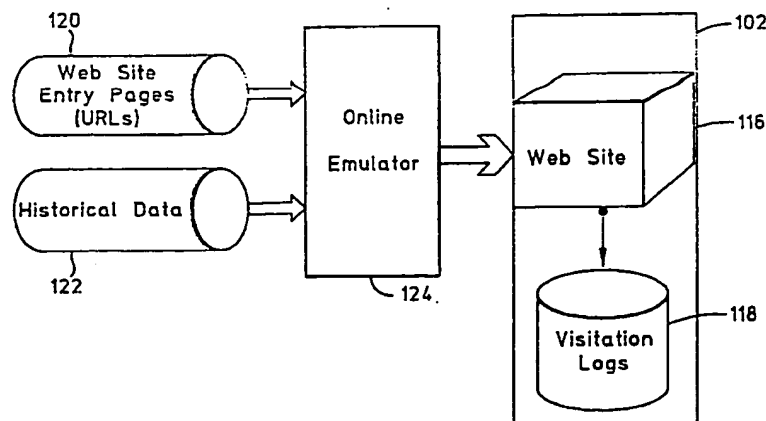 120
Web Site
Entry Pages
(URLs)
Historical Data
122
Online
Emulator
124.
102
Web Site
116
Visitation
Logs
118